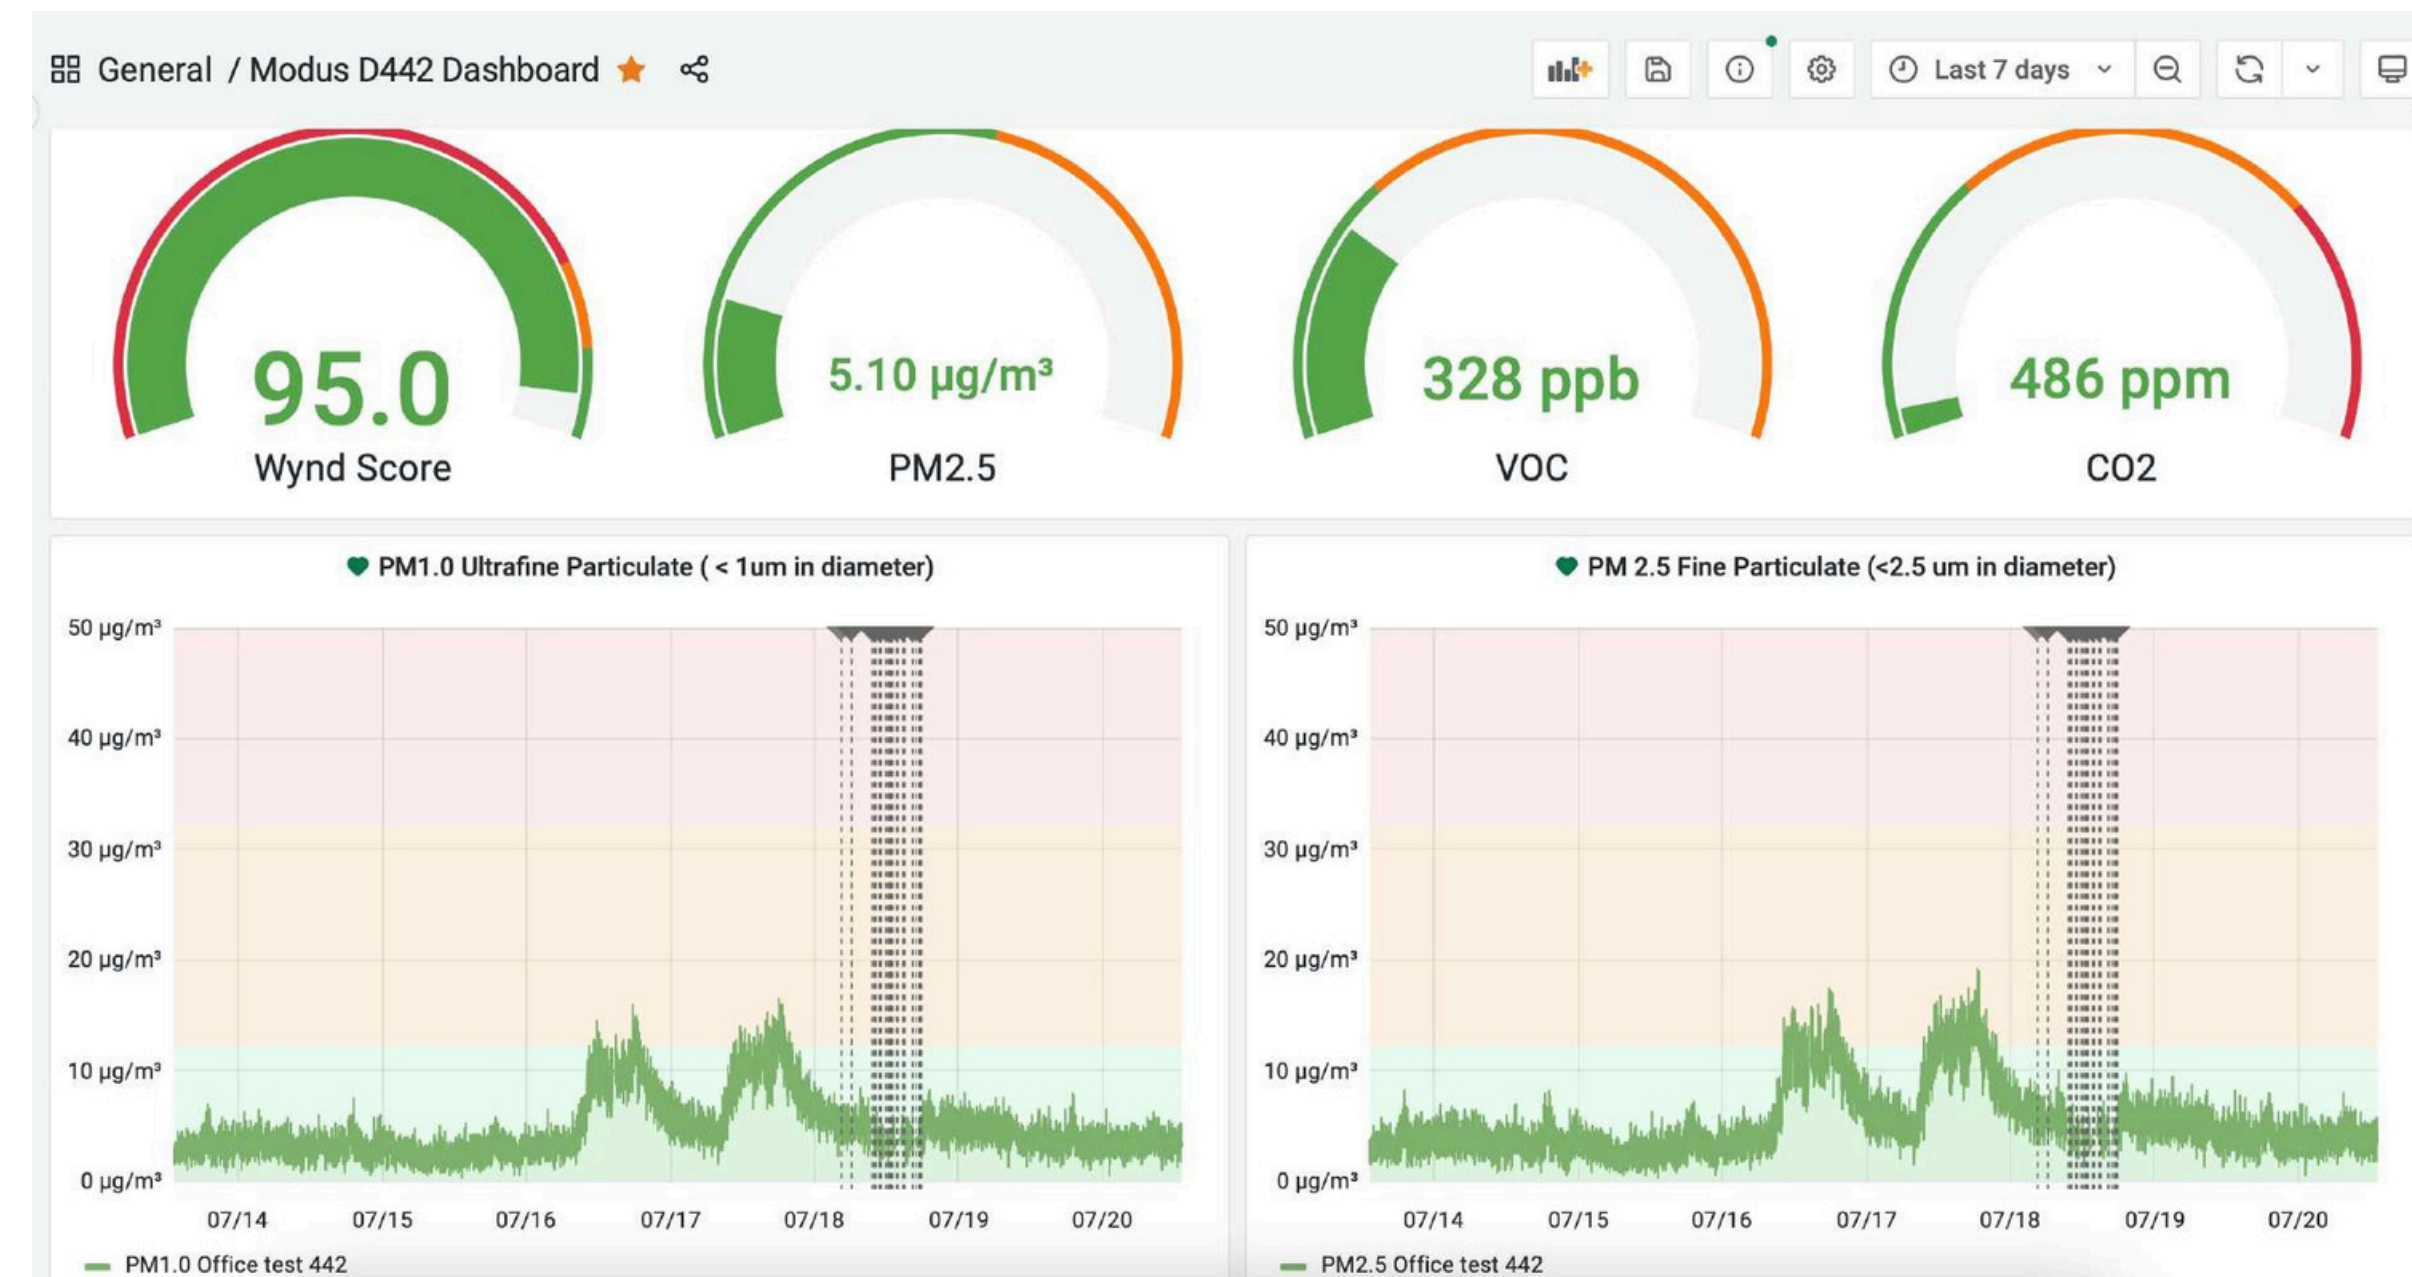 General / Modus D442 Dashboard
Last 7 days
95.0
Wynd Score
5.10 µg/m³
PM2.5
328 ppb
VOC
486 ppm
CO2
PM1.0 Ultrafine Particulate ( < 1um in diameter)
50 µg/m³
40 µg/m³
30 µg/m³
20 µg/m³
10 µg/m³
0 µg/m³
07/14 07/15 07/16 07/17 07/18 07/19 07/20
PM1.0 Office test 442
PM 2.5 Fine Particulate (<2.5 um in diameter)
50 µg/m³
40 µg/m³
30 µg/m³
20 µg/m³
10 µg/m³
0 µg/m³
07/14 07/15 07/16 07/17 07/18 07/19 07/20
PM2.5 Office test 442